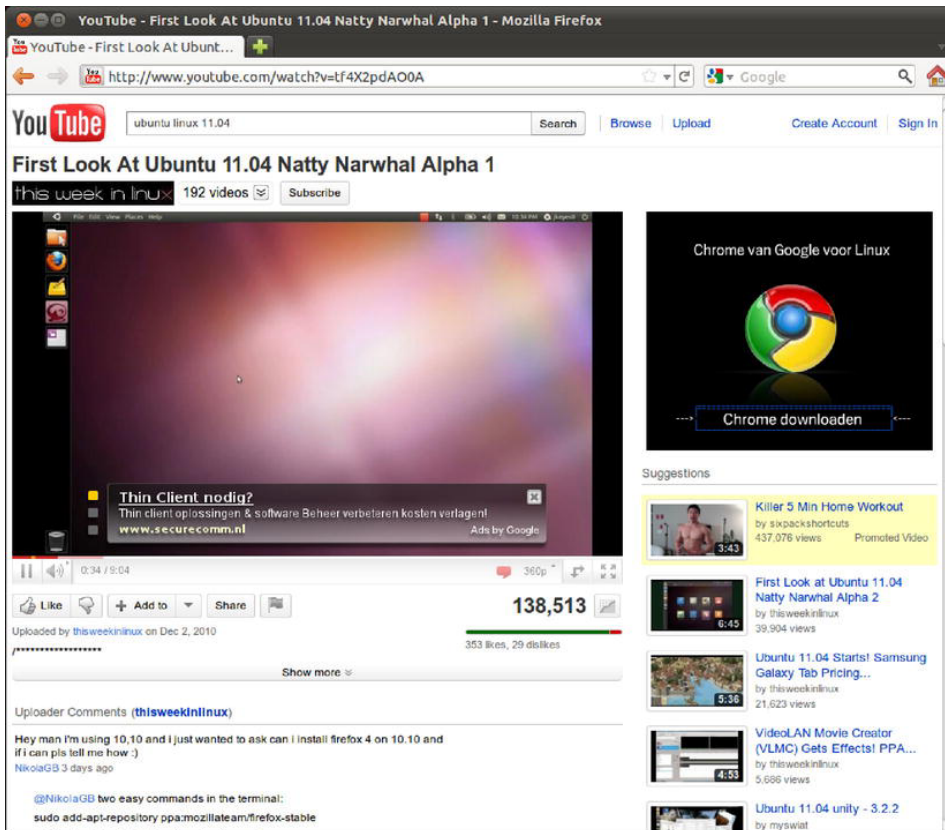 YouTube - First Look At Ubuntu 11.04 Natty Narwhal Alpha 1 - Mozilla Firefox
YouTube - First Look At Ubunt...
http://www.youtube.com/watch?v=tf4X2pdAO0A
Google
You Tube
ubuntu linux 11.04
Search
Browse
Upload
Create Account
Sign In
First Look At Ubuntu 11.04 Natty Narwhal Alpha 1
this week in linux
192 videos
Subscribe
File Edit View Places Help
10:34 PM
Thin Client nodig?
Thin client oplossingen & software Beheer verbeteren kosten verlagen!
www.securecomm.nl
Ads by Google
0:34 / 9:04
360p
Like
Add to
Share
138,513
Uploaded by thisweekinlinux on Dec 2, 2010
353 likes, 29 dislikes
/******************
Show more
Uploader Comments (thisweekinlinux)
Hey man i'm using 10,10 and i just wanted to ask can i install firefox 4 on 10.10 and
if i can pls tell me how :)
NikolaGB 3 days ago
@NikolaGB two easy commands in the terminal:
sudo add-apt-repository ppa:mozillateam/firefox-stable
Chrome van Google voor Linux
---> Chrome downloaden <---
Suggestions
Killer 5 Min Home Workout
by sixpackshortcuts
437,076 views Promoted Video
3:43
First Look at Ubuntu 11.04
Natty Narwhal Alpha 2
by thisweekinlinux
39,904 views
6:45
Ubuntu 11.04 Starts! Samsung
Galaxy Tab Pricing...
by thisweekinlinux
21,623 views
5:36
VideoLAN Movie Creator
(VLMC) Gets Effects! PPA...
by thisweekinlinux
5,686 views
4:53
Ubuntu 11.04 unity - 3.2.2
by myswiat